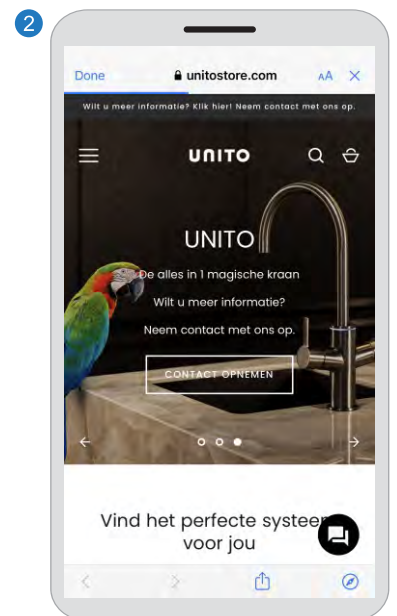 2
Done unitostore.com AA
Wilt u meer informatie? Klik hier! Neem contact met ons op.
UNITO
UNITO
De alles in 1 magische kraan
Wilt u meer informatie?
Neem contact met ons op.
CONTACT OPNEMEN
Vind het perfecte systeem
voor jou